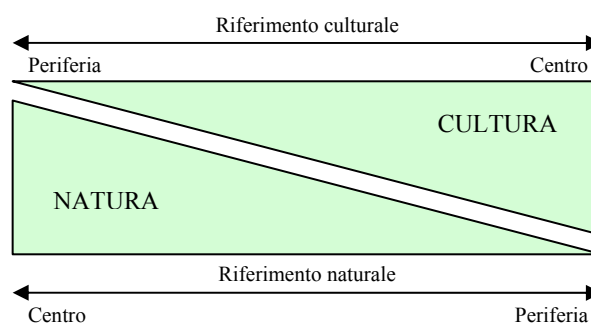 Riferimento culturale
Periferia Centro
CULTURA
NATURA
Riferimento naturale
Centro Periferia